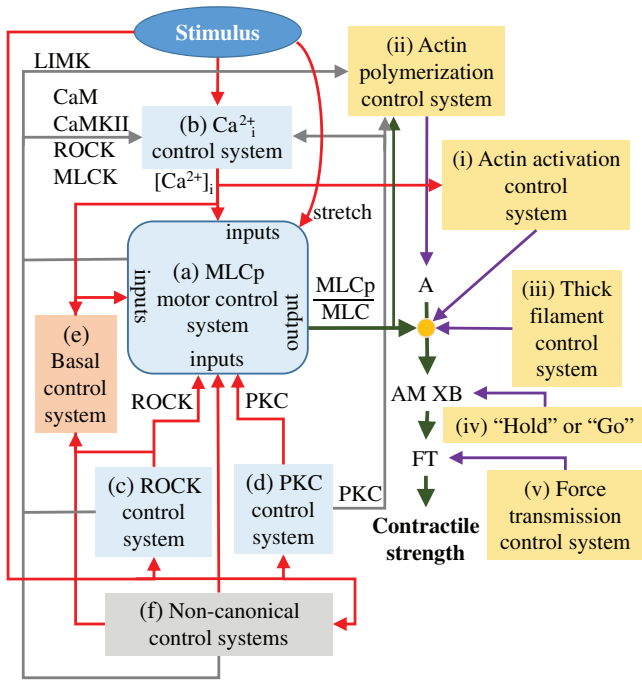 Stimulus
LIMK
CaM
CaMKII
ROCK
MLCK
(b) Ca²⁺ᵢ
control system
[Ca²⁺]ᵢ
(ii) Actin
polymerization
control system
(i) Actin activation
control
system
stretch
inputs
inputs
(a) MLCp
motor control
system
inputs
output
MLCp
MLC
A
(iii) Thick
filament
control
system
(e)
Basal
control
system
ROCK
PKC
AM XB
(iv) “Hold” or “Go”
FT
(c) ROCK
control
system
(d) PKC
control
system
PKC
(v) Force
transmission
control system
Contractile
strength
(f) Non-canonical
control systems